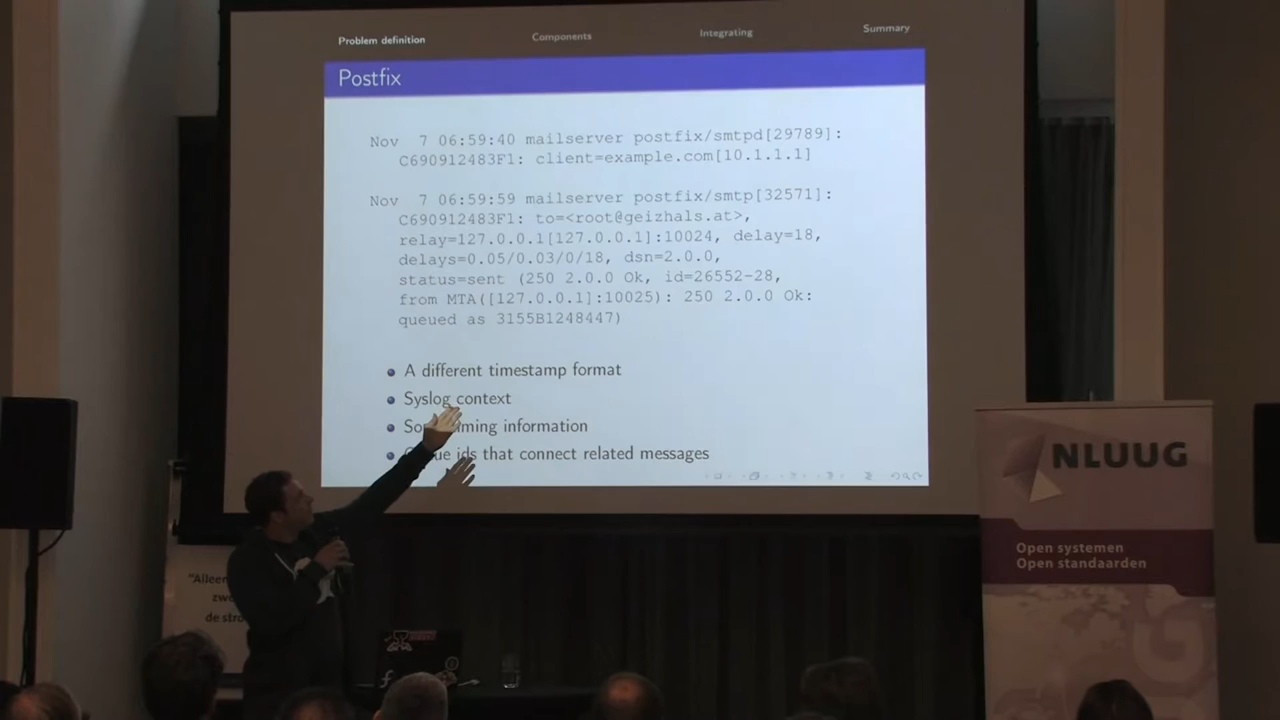 Problem definition
Components
Integrating
Summary
Postfix
Nov 7 06:59:40 mailserver postfix/smtpd[29789]:
C690912483F1: client=example.com[10.1.1.1]
Nov 7 06:59:59 mailserver postfix/smtp[32571]:
C690912483F1: to=<root@geizhals.at>,
relay=127.0.0.1[127.0.0.1]:10024, delay=18,
delays=0.05/0.03/0/18, dsn=2.0.0,
status=sent (250 2.0.0 Ok, id=26552-28,
from MTA([127.0.0.1]:10025): 250 2.0.0 Ok:
queued as 3155B1248447)
A different timestamp format
Syslog context
information
ids that connect related messages
NLUUG
Open systemen
Open standaarden
"Alleen
de